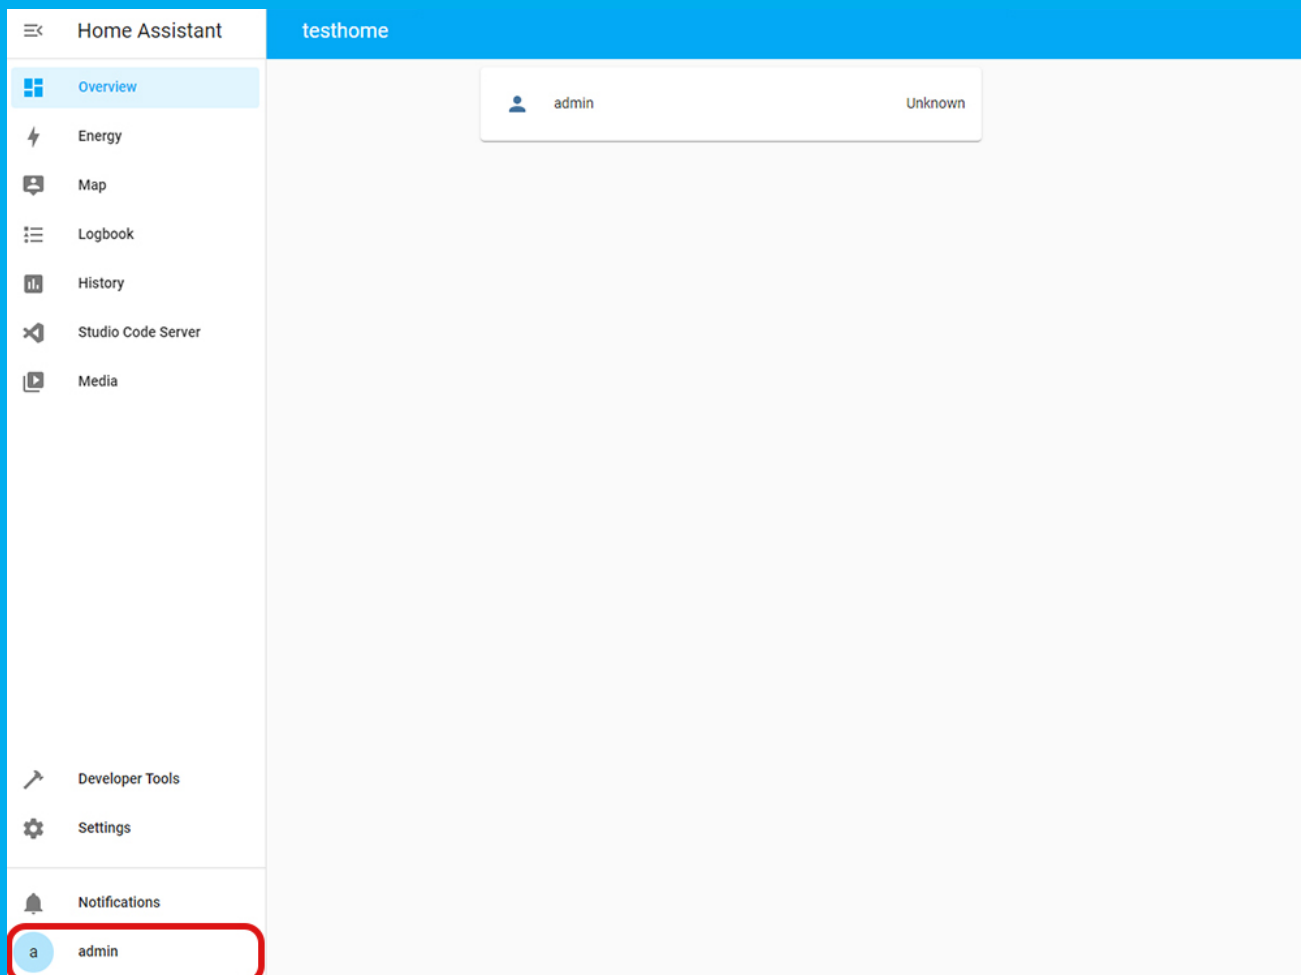 Home Assistant
testhome
Overview
admin
Unknown
Energy
Map
Logbook
History
Studio Code Server
Media
Developer Tools
Settings
Notifications
a
admin